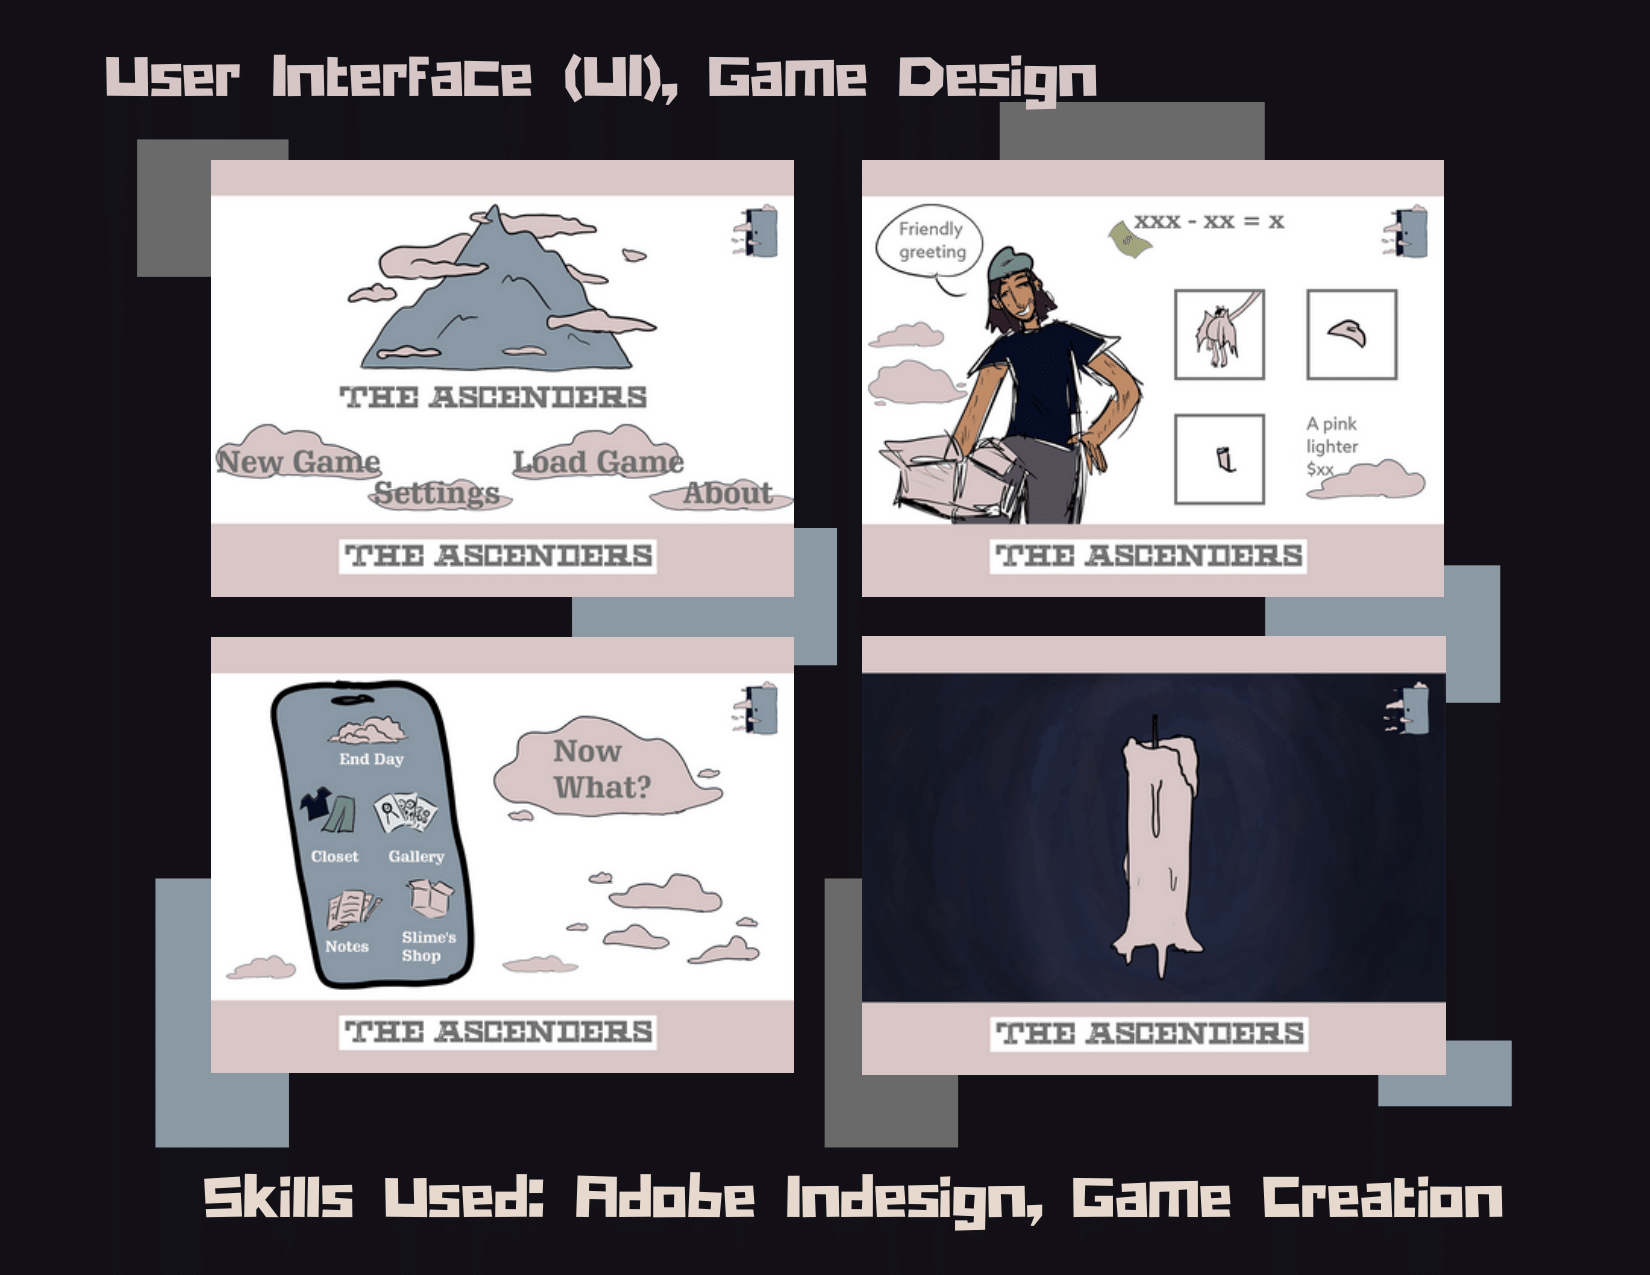 User Interface (UI), Game Design
THE ASCENDERS
New Game
Load Game
Settings
About
THE ASCENDERS
Friendly
greeting
$
xxx - xx = x
A pink
lighter
$xx
THE ASCENDERS
End Day
Closet
Gallery
Notes
Slime's
Shop
Now
What?
THE ASCENDERS
THE ASCENDERS
Skills Used: Adobe Indesign, Game Creation